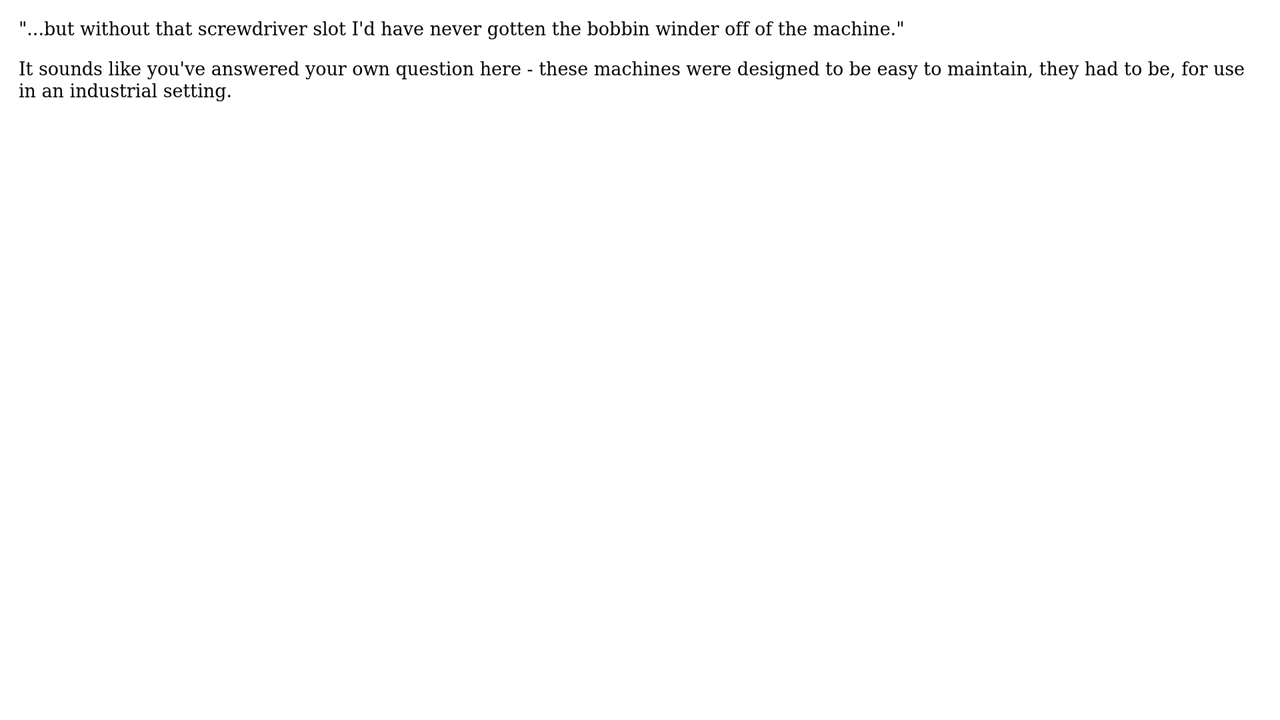 "...but without that screwdriver slot I'd have never gotten the bobbin winder off of the machine."
It sounds like you've answered your own question here - these machines were designed to be easy to maintain, they had to be, for use
in an industrial setting.